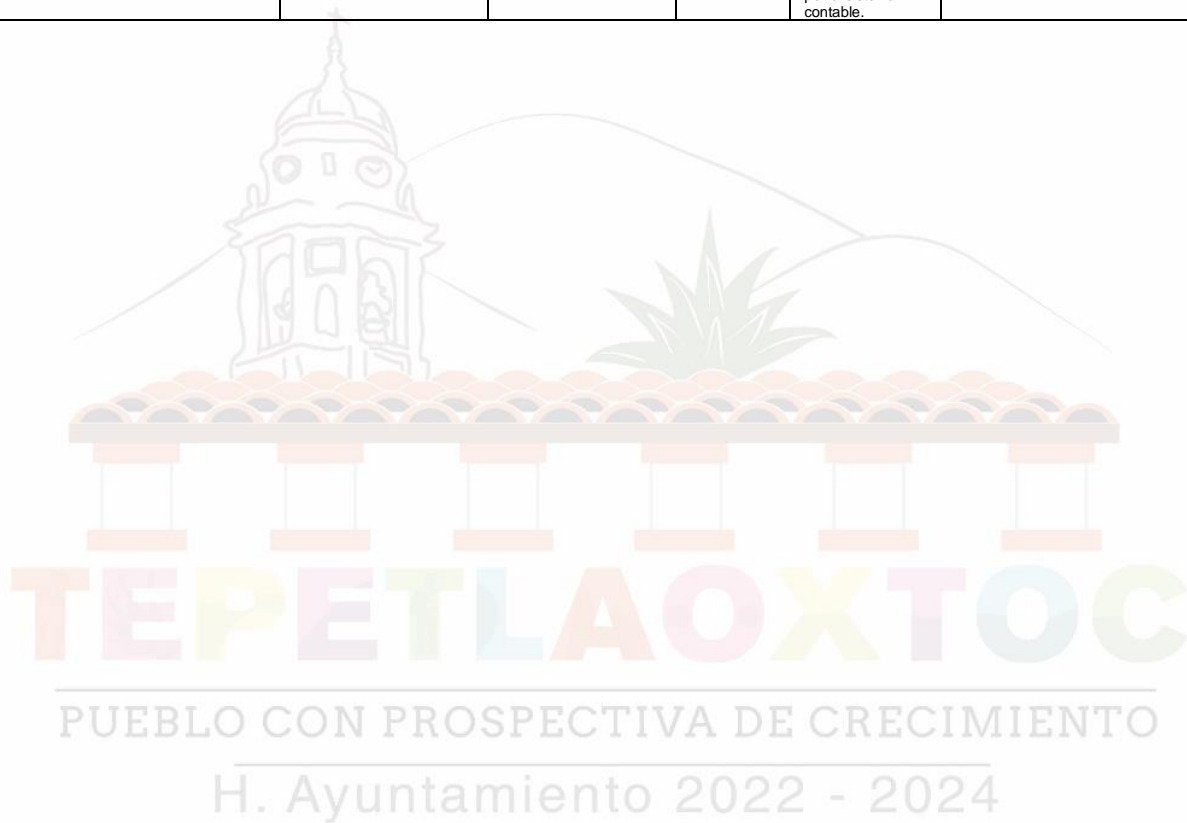 contable.
TEPETLAOXTOC
PUEBLO CON PROSPECTIVA DE CRECIMIENTO
H. Ayuntamiento 2022 - 2024